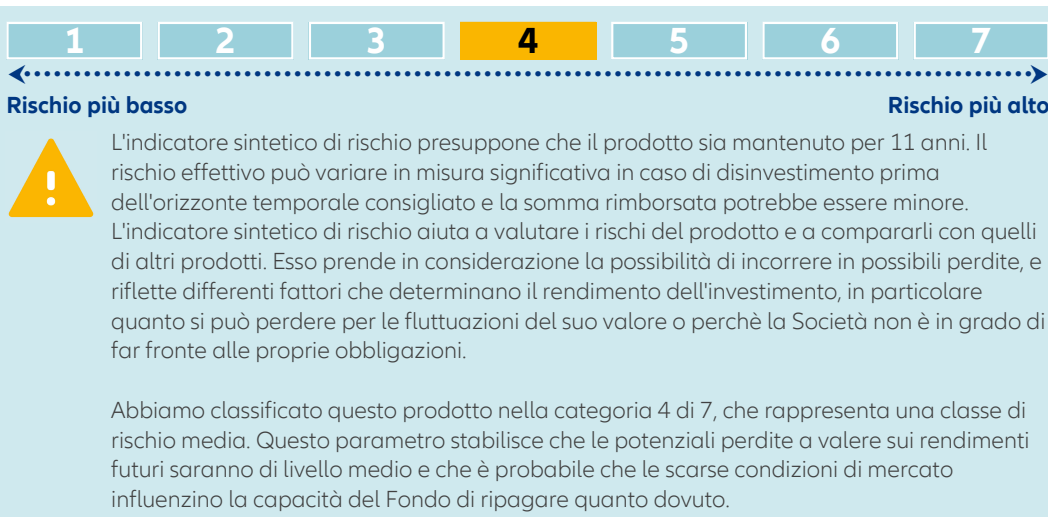 1 2 3 4 5 6 7
Rischio più basso Rischio più alto
L'indicatore sintetico di rischio presuppone che il prodotto sia mantenuto per 11 anni. Il
rischio effettivo può variare in misura significativa in caso di disinvestimento prima
dell'orizzonte temporale consigliato e la somma rimborsata potrebbe essere minore.
L'indicatore sintetico di rischio aiuta a valutare i rischi del prodotto e a compararli con quelli
di altri prodotti. Esso prende in considerazione la possibilità di incorrere in possibili perdite, e
riflette differenti fattori che determinano il rendimento dell'investimento, in particolare
quanto si può perdere per le fluttuazioni del suo valore o perchè la Società non è in grado di
far fronte alle proprie obbligazioni.
Abbiamo classificato questo prodotto nella categoria 4 di 7, che rappresenta una classe di
rischio media. Questo parametro stabilisce che le potenziali perdite a valere sui rendimenti
futuri saranno di livello medio e che è probabile che le scarse condizioni di mercato
influenzino la capacità del Fondo di ripagare quanto dovuto.